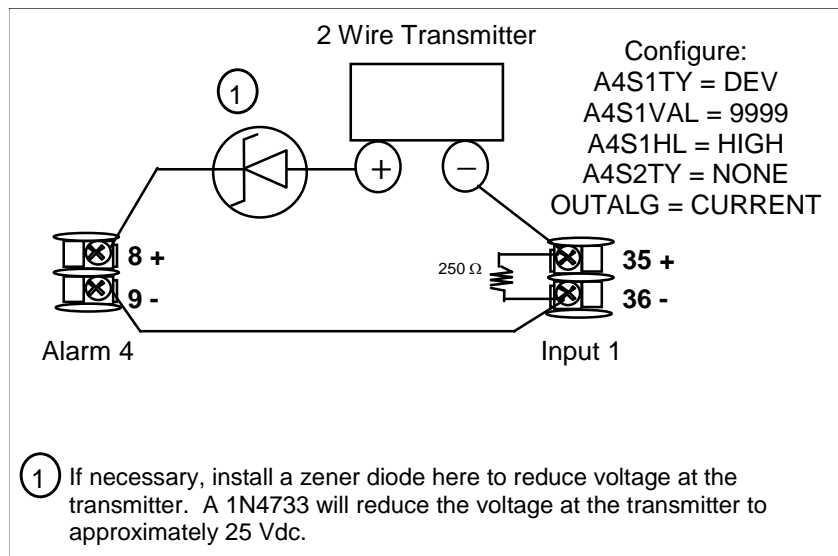 2 Wire Transmitter
Configure:
A4S1TY = DEV
A4S1VAL = 9999
A4S1HL = HIGH
A4S2TY = NONE
OUTALG = CURRENT
1
+ −
8 +
9 -
250 Ω
35 +
36 -
Alarm 4
Input 1
1 If necessary, install a zener diode here to reduce voltage at the
transmitter. A 1N4733 will reduce the voltage at the transmitter to
approximately 25 Vdc.